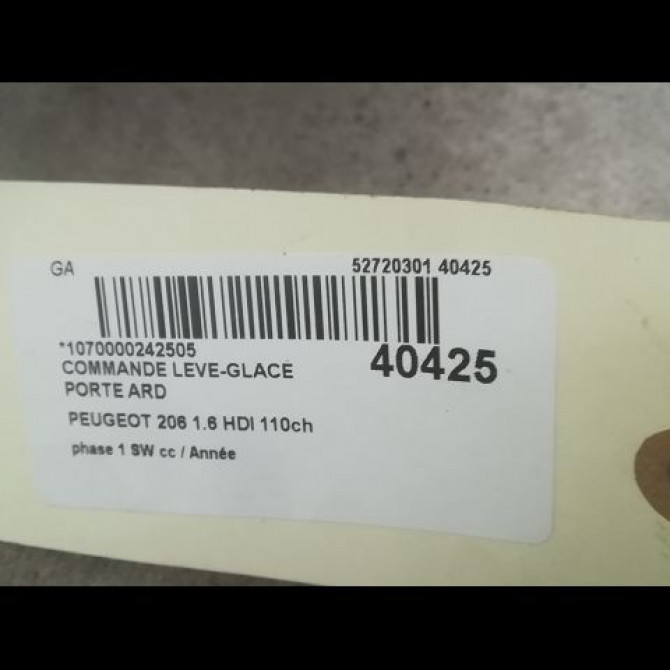 GA 52720301 40425
*1070000242505
40425
COMMANDE LEVE-GLACE
PORTE ARD
PEUGEOT 206 1.6 HDI 110ch
phase 1 SW cc / Année